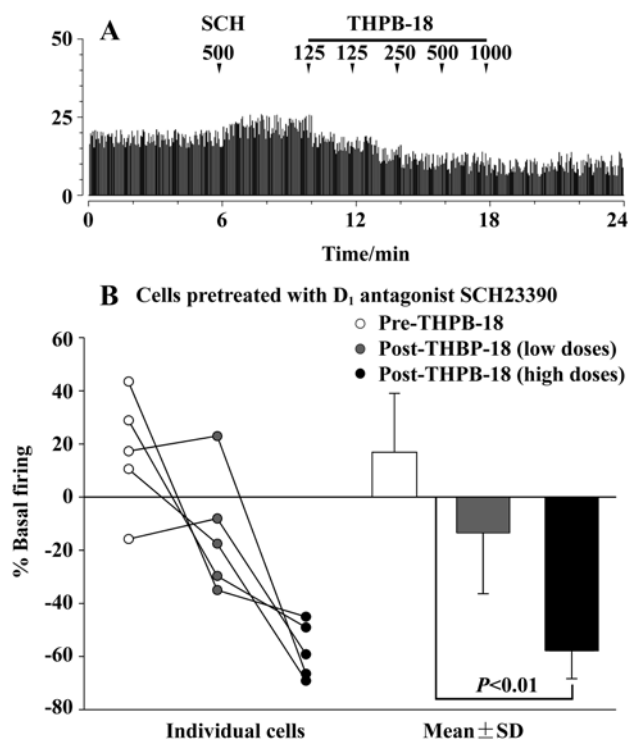 A
SCH THPB-18
500 125 125 250 500 1000
50
25
0
0 6 12 18 24
Time/min
B Cells pretreated with D₁ antagonist SCH23390
Pre-THPB-18
Post-THBP-18 (low doses)
Post-THPB-18 (high doses)
% Basal firing
60
40
20
0
-20
-40
-60
-80
P<0.01
Individual cells Mean±SD